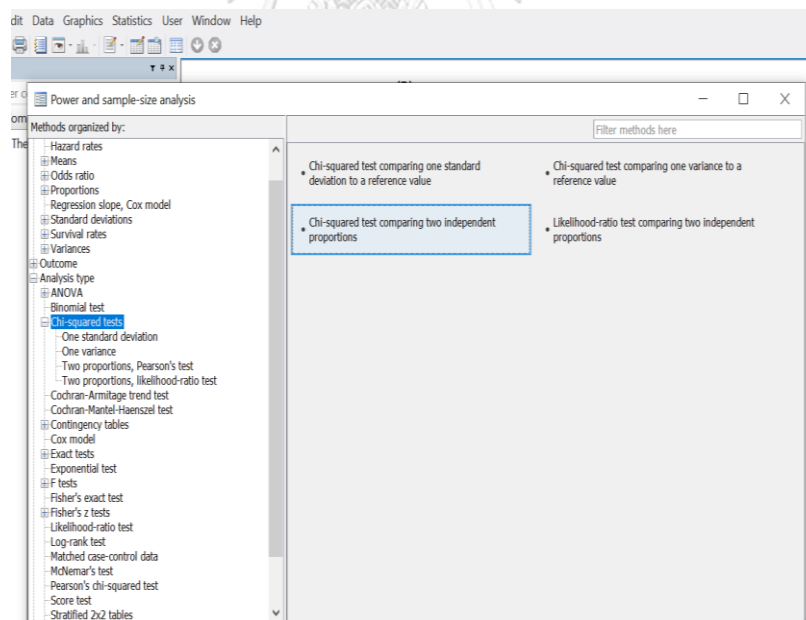 dit Data Graphics Statistics User Window Help
Power and sample-size analysis
Methods organized by:
Filter methods here
The
Hazard rates
Means
Odds ratio
Proportions
Regression slope, Cox model
Standard deviations
Survival rates
Variances
Outcome
Analysis type
ANOVA
Binomial test
Chi-squared tests
One standard deviation
One variance
Two proportions, Pearson's test
Two proportions, likelihood-ratio test
Cochran-Armitage trend test
Cochran-Mantel-Haenszel test
Contingency tables
Cox model
Exact tests
Exponential test
F tests
Fisher's exact test
Fisher's z tests
Likelihood-ratio test
Log-rank test
Matched case-control data
McNemar's test
Pearson's chi-squared test
Score test
Stratified 2x2 tables
Chi-squared test comparing one standard
deviation to a reference value
Chi-squared test comparing one variance to a
reference value
Chi-squared test comparing two independent
proportions
Likelihood-ratio test comparing two independent
proportions